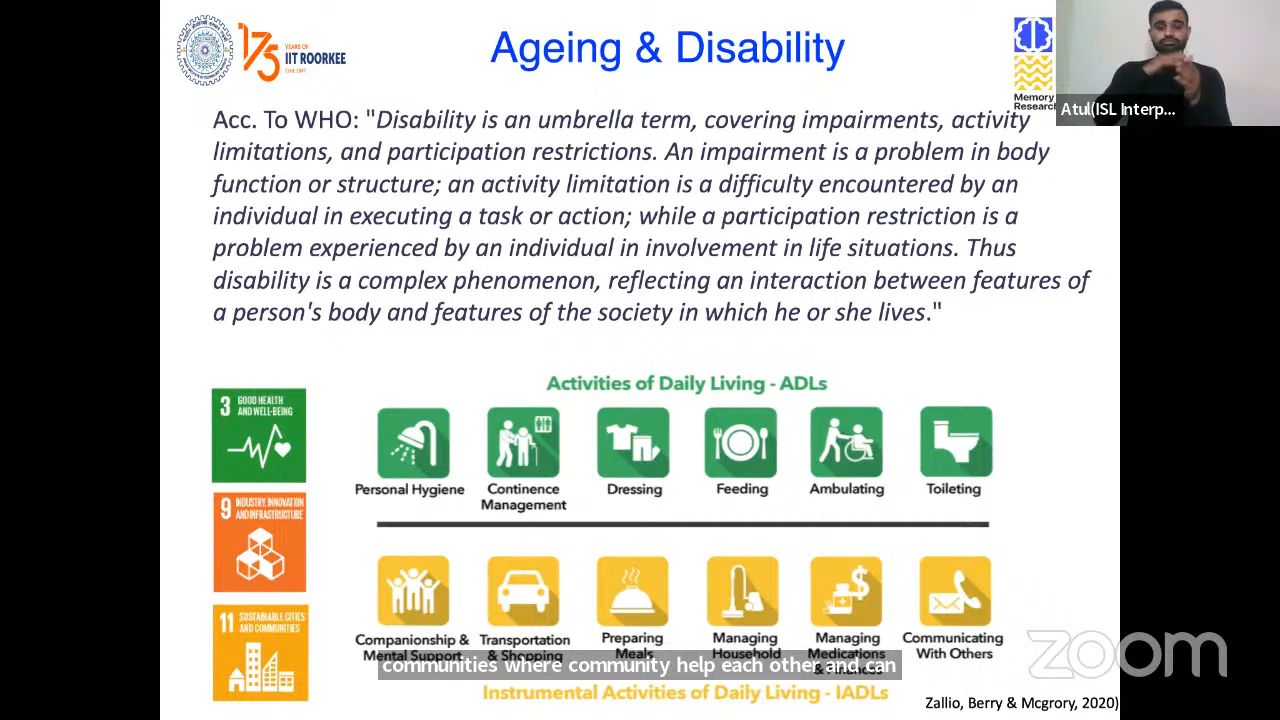 175
YEARS OF
IIT ROORKEE
Ageing & Disability
Memory
Research
Atul(ISL Interp...
Acc. To WHO: "Disability is an umbrella term, covering impairments, activity
limitations, and participation restrictions. An impairment is a problem in body
function or structure; an activity limitation is a difficulty encountered by an
individual in executing a task or action; while a participation restriction is a
problem experienced by an individual in involvement in life situations. Thus
disability is a complex phenomenon, reflecting an interaction between features of
a person's body and features of the society in which he or she lives."
3 GOOD HEALTH
AND WELL-BEING
9 INDUSTRY, INNOVATION
AND INFRASTRUCTURE
11 SUSTAINABLE CITIES
AND COMMUNITIES
Activities of Daily Living - ADLs
Personal Hygiene
Continence
Management
Dressing
Feeding
Ambulating
Toileting
Companionship &
Mental Support
Transportation
& Shopping
Preparing
Meals
Managing
Household
Managing
Medications
& Finances
Communicating
With Others
communities where community help each other and can
Instrumental Activities of Daily Living - IADLs
zoom
Zallio, Berry & Mcgrory, 2020)